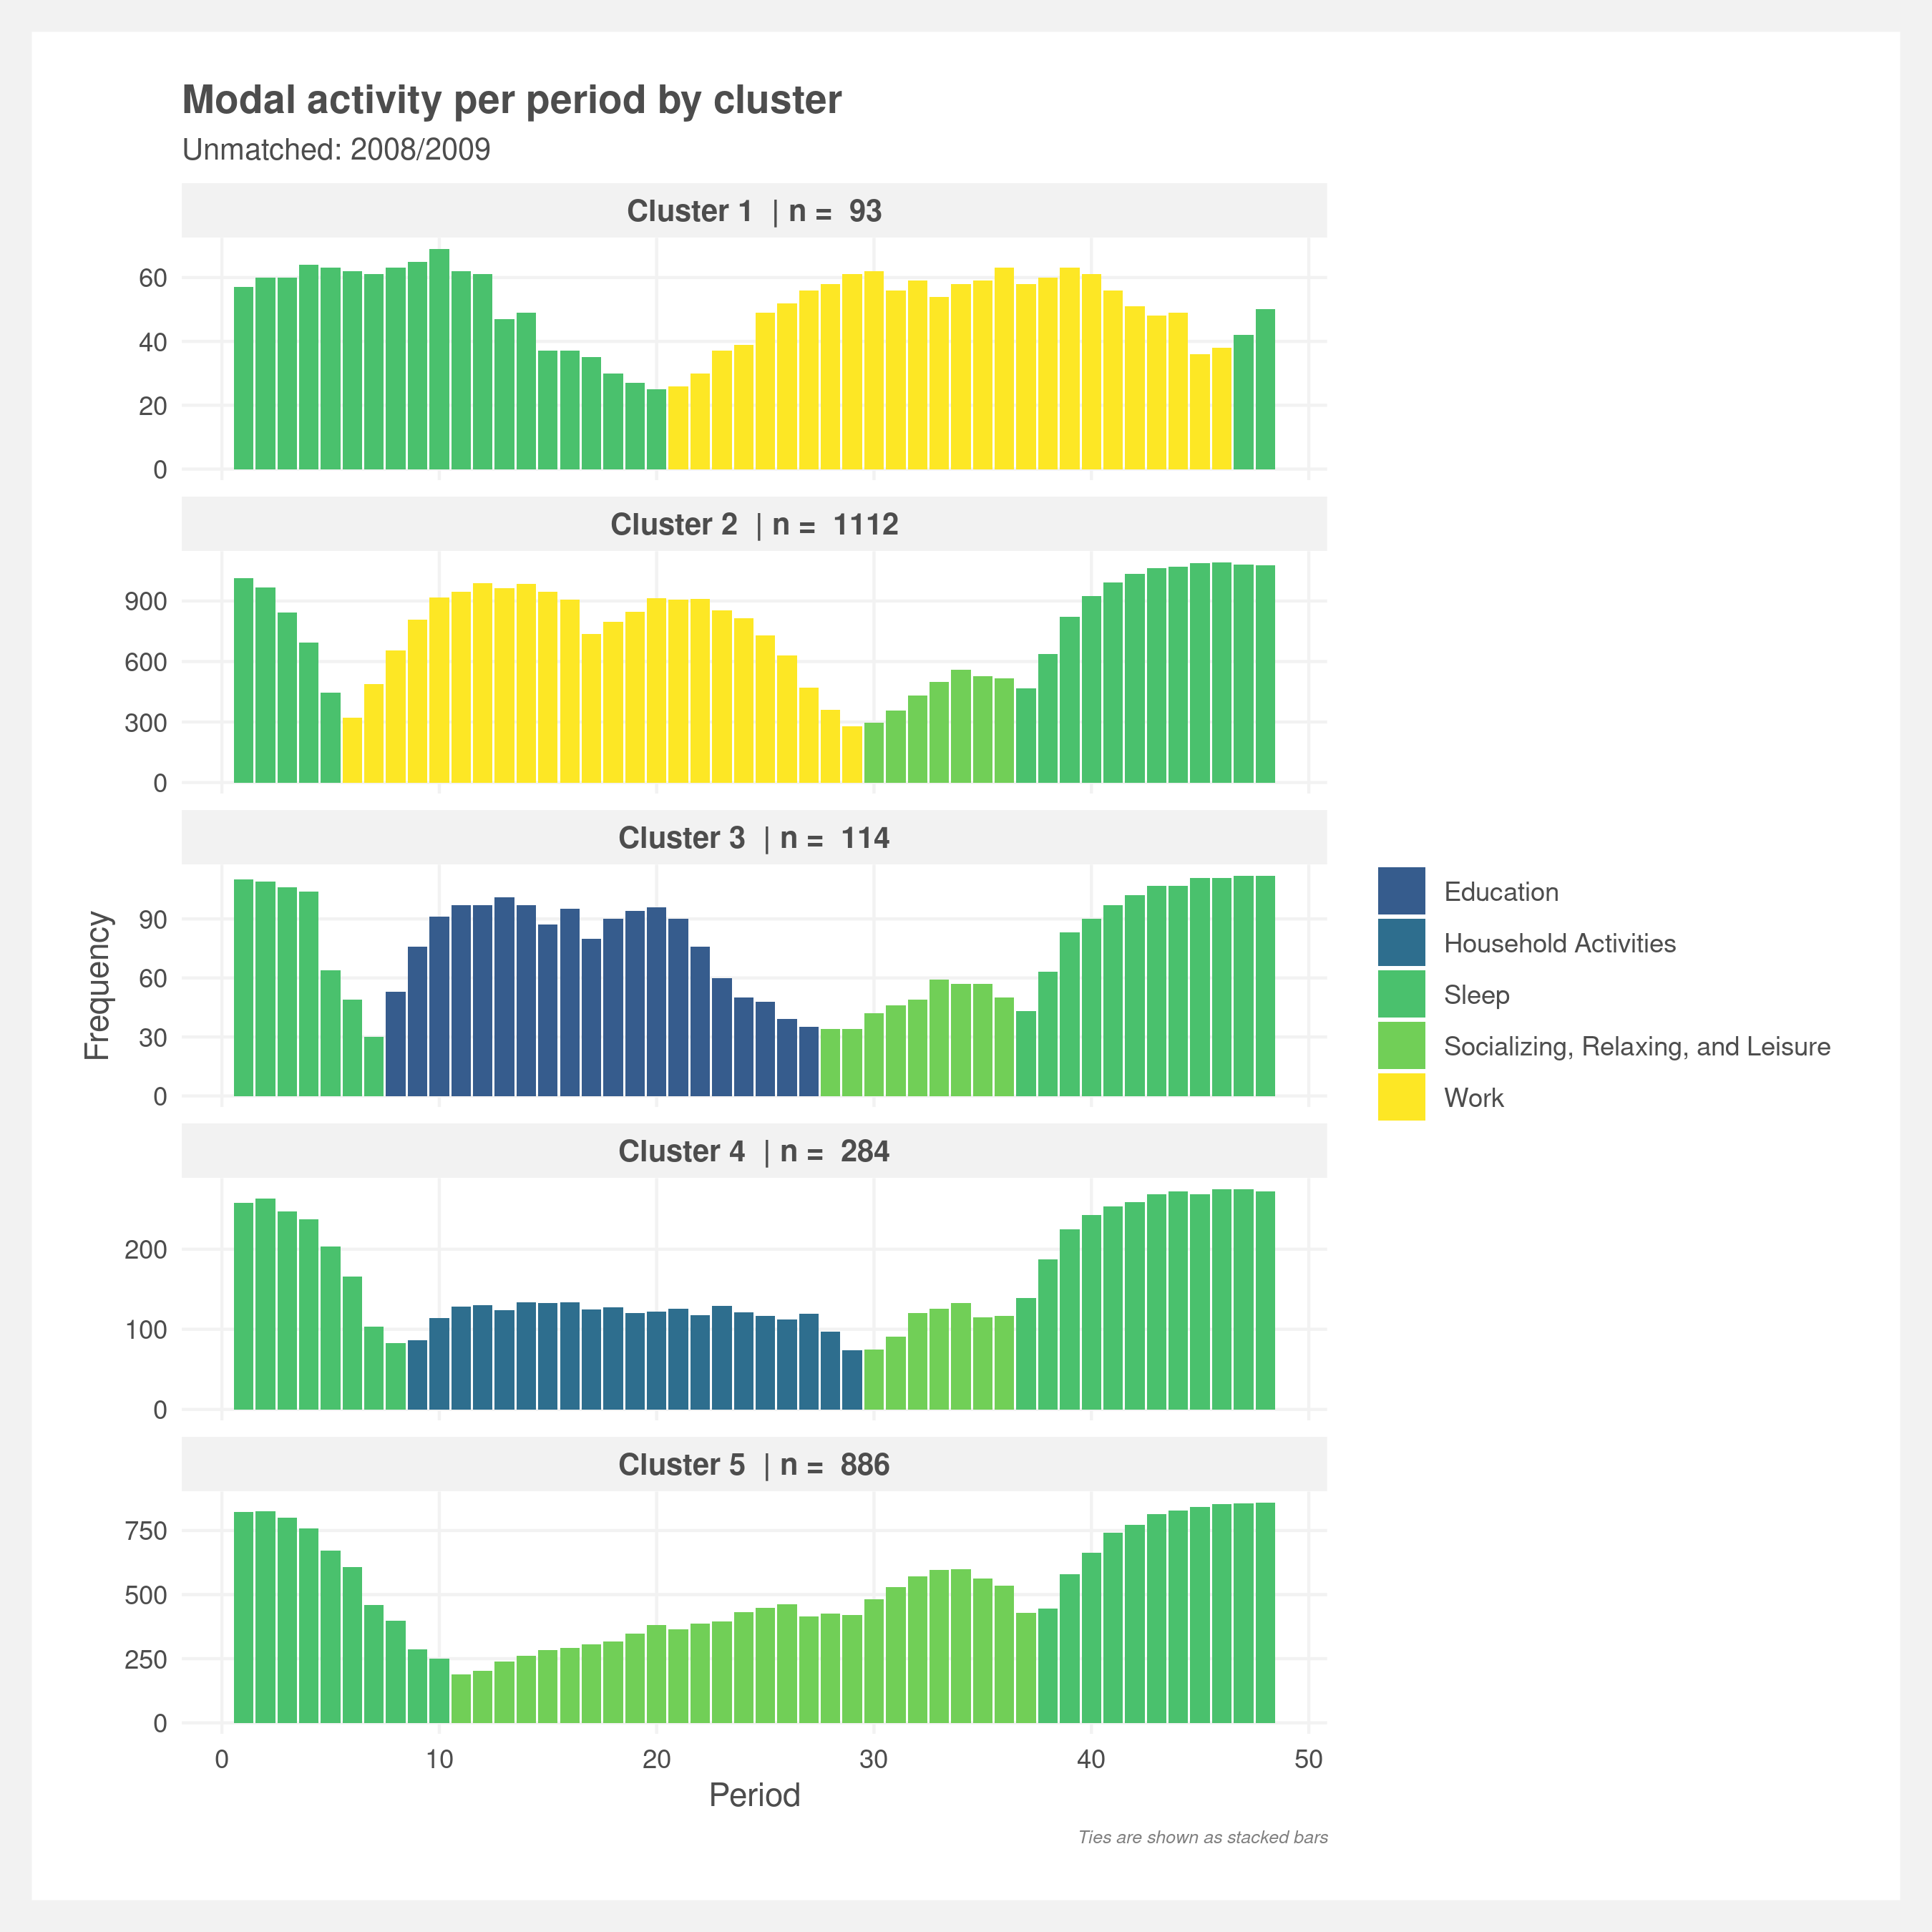 Modal activity per period by cluster
Unmatched: 2008/2009
Cluster 1 | n = 93
60
40
20
0
Cluster 2 | n = 1112
900
600
300
0
Cluster 3 | n = 114
90
60
30
0
Cluster 4 | n = 284
200
100
0
Cluster 5 | n = 886
750
500
250
0
0 10 20 30 40 50
Period
Frequency
Education
Household Activities
Sleep
Socializing, Relaxing, and Leisure
Work
Ties are shown as stacked bars